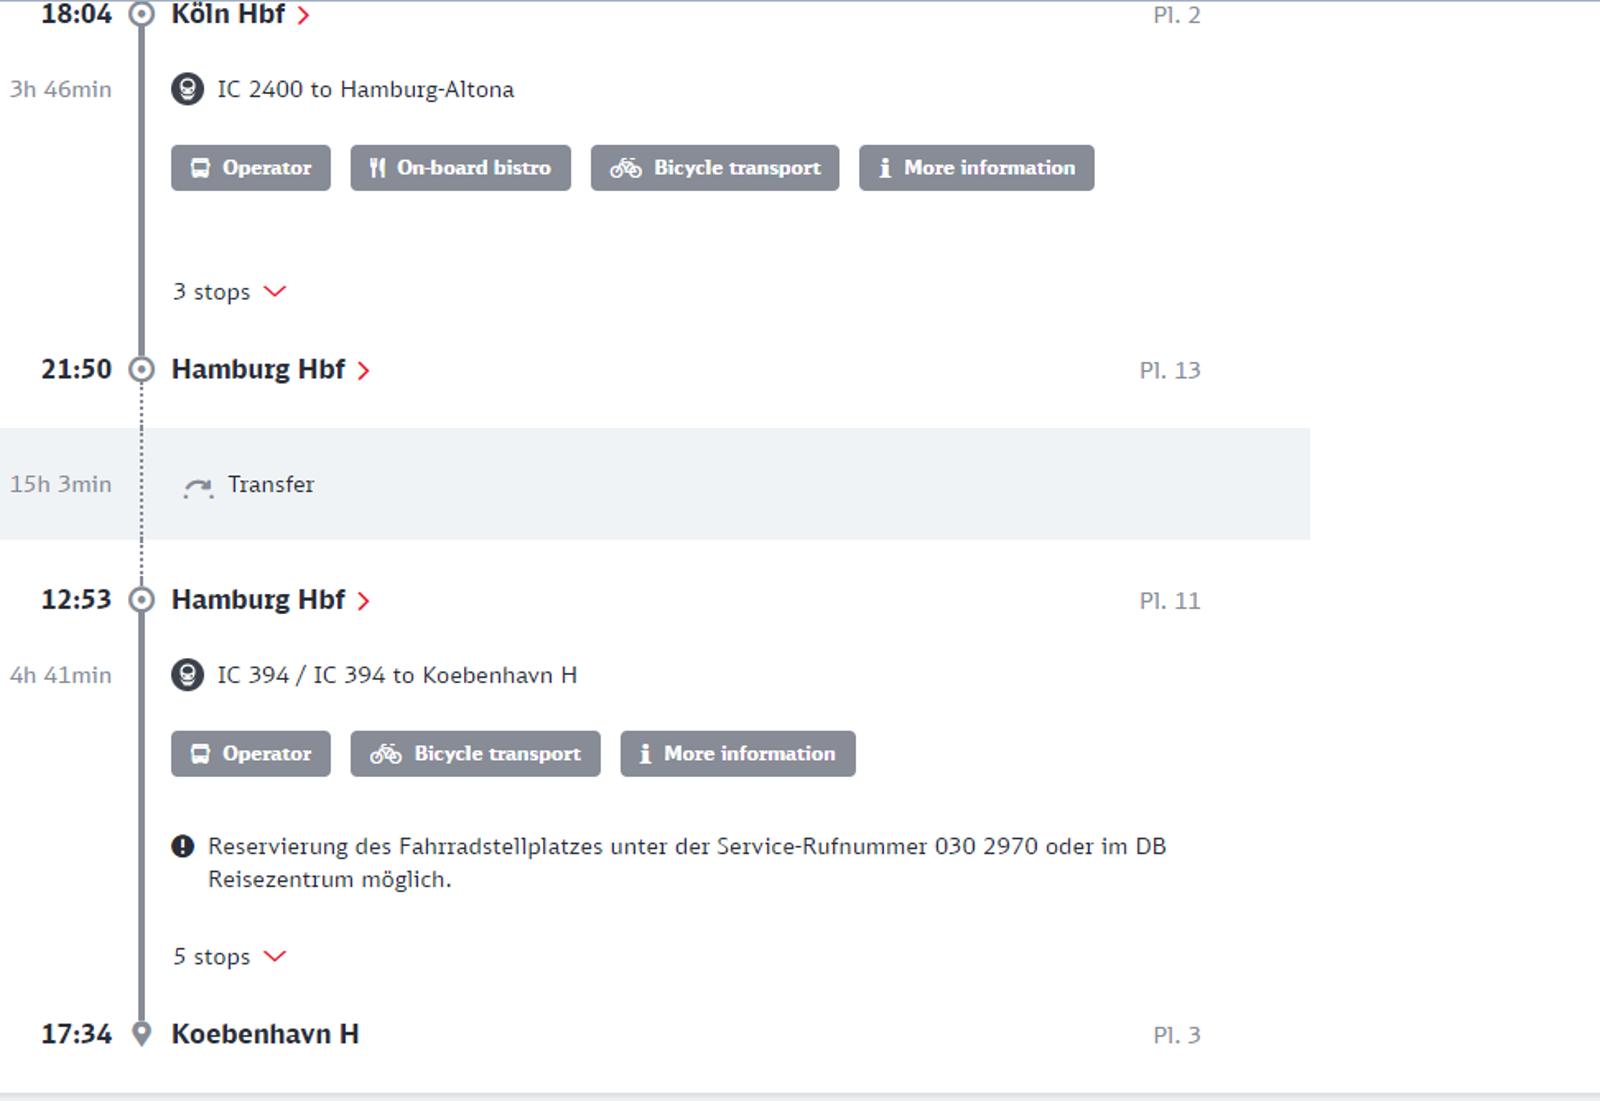 18:04 Köln Hbf Pl. 2
3h 46min IC 2400 to Hamburg-Altona
Operator On-board bistro Bicycle transport More information
3 stops
21:50 Hamburg Hbf Pl. 13
15h 3min Transfer
12:53 Hamburg Hbf Pl. 11
4h 41min IC 394 / IC 394 to Koebenhavn H
Operator Bicycle transport More information
Reservierung des Fahrradstellplatzes unter der Service-Rufnummer 030 2970 oder im DB
Reisezentrum möglich.
5 stops
17:34 Koebenhavn H Pl. 3